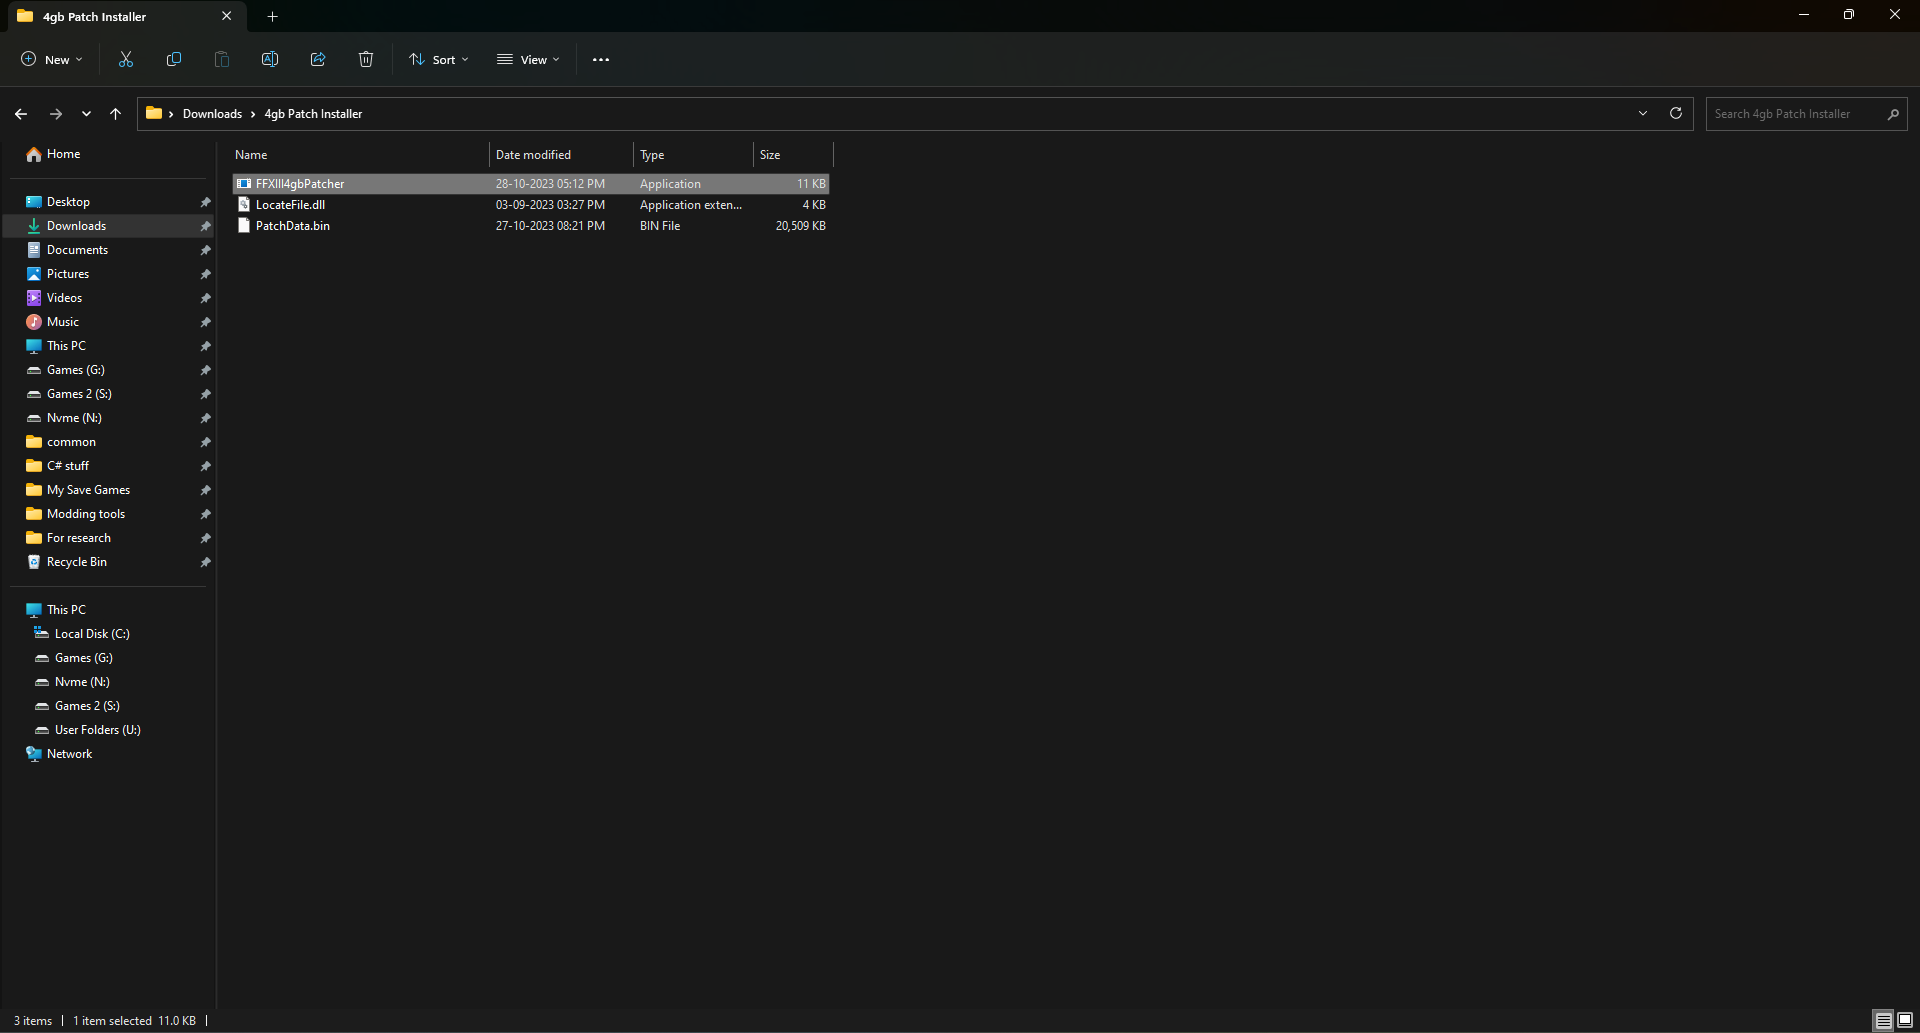 4gb Patch Installer
New
Sort
View
Downloads
4gb Patch Installer
Search 4gb Patch Installer
Home
Desktop
Downloads
Documents
Pictures
Videos
Music
This PC
Games (G:)
Games 2 (S:)
Nvme (N:)
common
C# stuff
My Save Games
Modding tools
For research
Recycle Bin
This PC
Local Disk (C:)
Games (G:)
Nvme (N:)
Games 2 (S:)
User Folders (U:)
Network
Name Date modified Type Size
FFXIII4gbPatcher 28-10-2023 05:12 PM Application 11 KB
LocateFile.dll 03-09-2023 03:27 PM Application exten... 4 KB
PatchData.bin 27-10-2023 08:21 PM BIN File 20,509 KB
3 items 1 item selected 11.0 KB